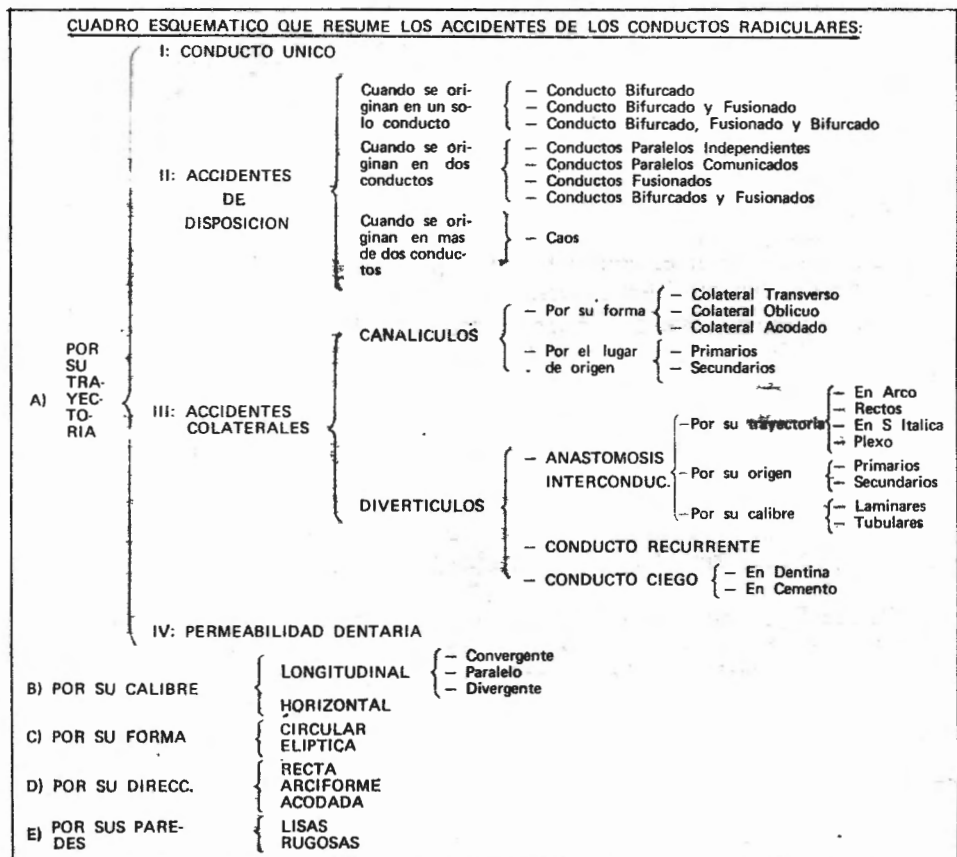 CUADRO ESQUEMATICO QUE RESUME LOS ACCIDENTES DE LOS CONDUCTOS RADICULARES:
A) POR
SU
TRA-
YEC-
TO-
RIA
I: CONDUCTO UNICO
II: ACCIDENTES
DE
DISPOSICION
Cuando se ori-
ginan en un so-
lo conducto
– Conducto Bifurcado
– Conducto Bifurcado y Fusionado
– Conducto Bifurcado, Fusionado y Bifurcado
Cuando se ori-
ginan en dos
conductos
– Conductos Paralelos Independientes
– Conductos Paralelos Comunicados
– Conductos Fusionados
– Conductos Bifurcados y Fusionados
Cuando se ori-
ginan en mas
de dos conduc-
tos
– Caos
III: ACCIDENTES
COLATERALES
CANALICULOS
– Por su forma
– Colateral Transverso
– Colateral Oblicuo
– Colateral Acodado
– Por el lugar
de origen
– Primarios
– Secundarios
DIVERTICULOS
– ANASTOMOSIS
INTERCONDUC.
–Por su trayectoria
– En Arco
– Rectos
– En S Italica
– Plexo
–Por su origen
– Primarios
– Secundarios
–Por su calibre
– Laminares
– Tubulares
– CONDUCTO RECURRENTE
– CONDUCTO CIEGO
– En Dentina
– En Cemento
IV: PERMEABILIDAD DENTARIA
B) POR SU CALIBRE
LONGITUDINAL
– Convergente
– Paralelo
– Divergente
HORIZONTAL
C) POR SU FORMA
CIRCULAR
ELIPTICA
D) POR SU DIRECC.
RECTA
ARCIFORME
ACODADA
E) POR SUS PARE-
DES
LISAS
RUGOSAS